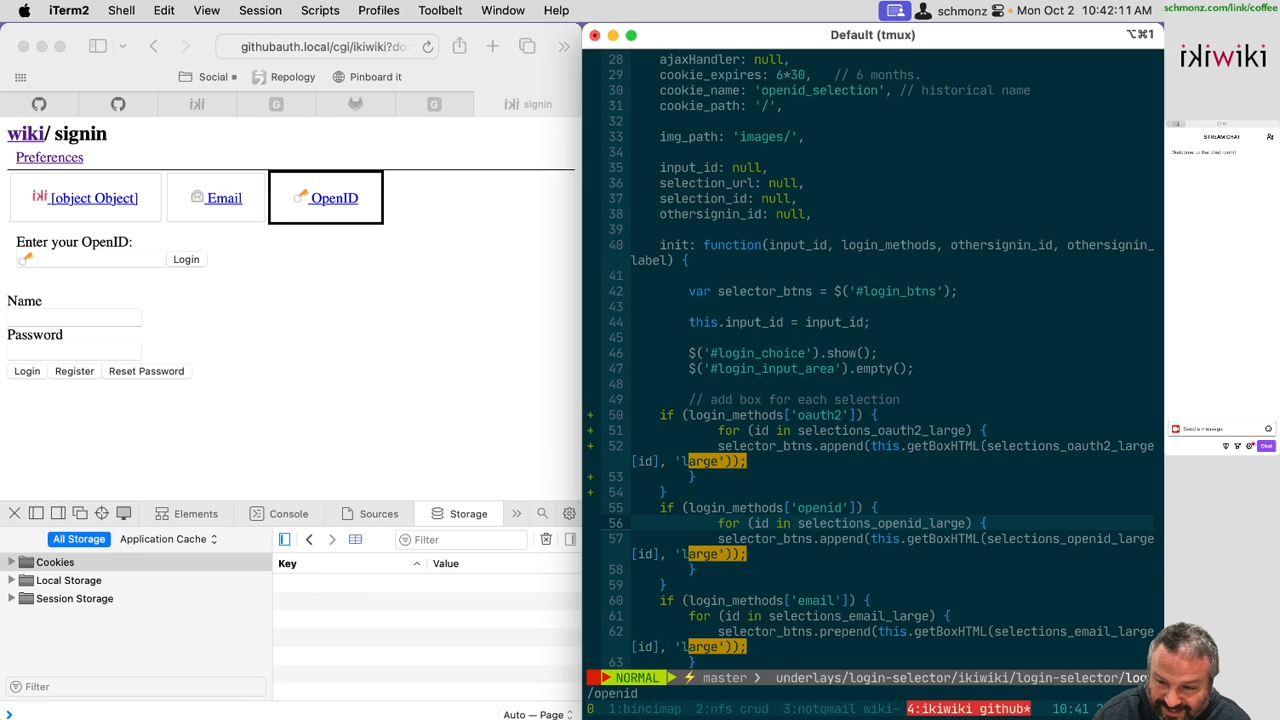 iTerm2 Shell Edit View Session Scripts Profiles Toolbelt Window Help
schmonz
Mon Oct 2 10:42:11 AM
schmonz.com/link/coffee
githubauth.local/cgi/ikiwiki?do=
Social
Repology
Pinboard it
signin
wiki/ signin
Preferences
[object Object]
Email
OpenID
Enter your OpenID:
Login
Name
Password
Login Register Reset Password
Elements Console Sources Storage
All Storage Application Cache
Filter
Cookies
Local Storage
Session Storage
Key Value
Filter
Auto — Page
Default (tmux)
⌥⌘1
28 ajaxHandler: null,
29 cookie_expires: 6*30, // 6 months.
30 cookie_name: 'openid_selection', // historical name
31 cookie_path: '/',
32
33 img_path: 'images/',
34
35 input_id: null,
36 selection_url: null,
37 selection_id: null,
38 othersignin_id: null,
39
40 init: function(input_id, login_methods, othersignin_id, othersignin_
label) {
41
42 var selector_btns = $('#login_btns');
43
44 this.input_id = input_id;
45
46 $('#login_choice').show();
47 $('#login_input_area').empty();
48
49 // add box for each selection
+ 50 if (login_methods['oauth2']) {
+ 51 for (id in selections_oauth2_large) {
+ 52 selector_btns.append(this.getBoxHTML(selections_oauth2_large
[id], 'large'));
+ 53 }
+ 54 }
55 if (login_methods['openid']) {
56 for (id in selections_openid_large) {
57 selector_btns.append(this.getBoxHTML(selections_openid_large
[id], 'large'));
58 }
59 }
60 if (login_methods['email']) {
61 for (id in selections_email_large) {
62 selector_btns.prepend(this.getBoxHTML(selections_email_large
[id], 'large'));
63 }
NORMAL master underlays/login-selector/ikiwiki/login-selector/log
/openid
0 1:bincimap 2:nfs crud 3:notqmail wiki- 4:ikiwiki github* 10:41
ikiwiki
Chat
STREAM CHAT
Welcome to the chat room!
Send a message
Chat